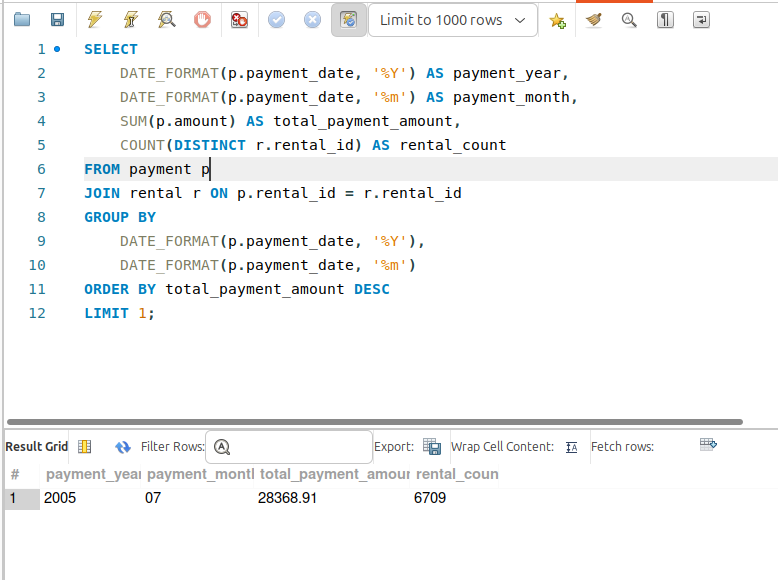 Limit to 1000 rows
1 SELECT
2 DATE_FORMAT(p.payment_date, '%Y') AS payment_year,
3 DATE_FORMAT(p.payment_date, '%m') AS payment_month,
4 SUM(p.amount) AS total_payment_amount,
5 COUNT(DISTINCT r.rental_id) AS rental_count
6 FROM payment p
7 JOIN rental r ON p.rental_id = r.rental_id
8 GROUP BY
9 DATE_FORMAT(p.payment_date, '%Y'),
10 DATE_FORMAT(p.payment_date, '%m')
11 ORDER BY total_payment_amount DESC
12 LIMIT 1;
Result Grid Filter Rows: Export: Wrap Cell Content: Fetch rows:
# payment_year payment_month total_payment_amour rental_coun
1 2005 07 28368.91 6709